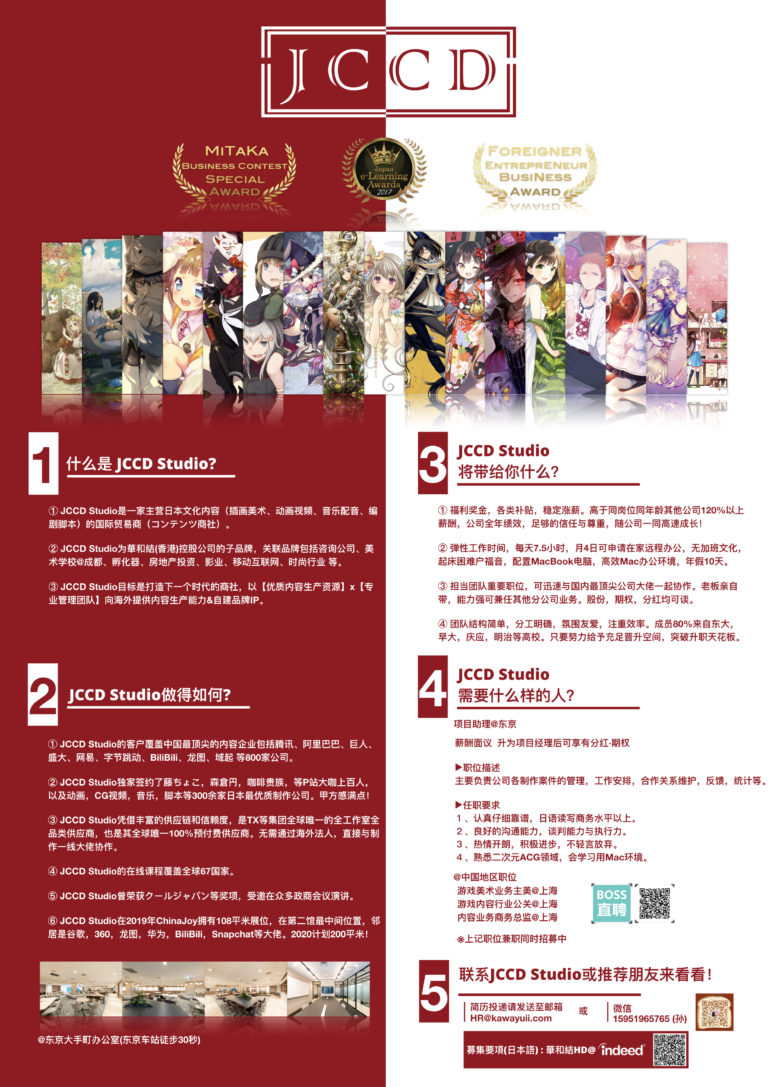 JCCD
MITAKA
BUSINESS CONTEST
SPECIAL
AWARD
Japan
e-Learning
Awards
2017
FOREIGNER
ENTREPRENEUR
BUSINESS
AWARD
1
什么是 JCCD Studio?
① JCCD Studio是一家主营日本文化内容（插画美术、动画视频、音乐配音、编
剧脚本）的国际贸易商（コンテンツ商社）。
② JCCD Studio为華和結(香港)控股公司的子品牌，关联品牌包括咨询公司、美
术学校@成都、孵化器、房地产投资、影业、移动互联网、时尚行业 等。
③ JCCD Studio目标是打造下一个时代的商社，以【优质内容生产资源】x【专
业管理团队】向海外提供内容生产能力&自建品牌IP。
2
JCCD Studio做得如何?
① JCCD Studio的客户覆盖中国最顶尖的内容企业包括腾讯、阿里巴巴、巨人、
盛大、网易、字节跳动、BiliBili、龙图、域起 等800家公司。
② JCCD Studio独家签约了藤ちょこ，森倉円，咖啡贵族，等P站大咖上百人，
以及动画，CG视频，音乐，脚本等300余家日本最优质制作公司。甲方感满点！
③ JCCD Studio凭借丰富的供应链和信赖度，是TX等集团全球唯一的全工作室全
品类供应商，也是其全球唯一100%预付费供应商。无需通过海外法人，直接与制
作一线大佬协作。
④ JCCD Studio的在线课程覆盖全球67国家。
⑤ JCCD Studio曾荣获クールジャパン等奖项，受邀在众多政商会议演讲。
⑥ JCCD Studio在2019年ChinaJoy拥有108平米展位，在第二馆最中间位置，邻
居是谷歌，360，龙图，华为，BiliBili，Snapchat等大佬。2020计划200平米！
@东京大手町办公室(东京车站徒步30秒)
3
JCCD Studio
将带给你什么?
① 福利奖金，各类补贴，稳定涨薪。高于同岗位同年龄其他公司120%以上
薪酬，公司全年绩效，足够的信任与尊重，随公司一同高速成长！
② 弹性工作时间，每天7.5小时，月4日可申请在家远程办公，无加班文化，
起床困难户福音，配置MacBook电脑，高效Mac办公环境，年假10天。
③ 担当团队重要职位，可迅速与国内最顶尖公司大佬一起协作。老板亲自
带，能力强可兼任其他分公司业务。股份，期权，分红均可谈。
④ 团队结构简单，分工明确，氛围友爱，注重效率。成员80%来自东大，
早大，庆应，明治等高校。只要努力给予充足晋升空间，突破升职天花板。
4
JCCD Studio
需要什么样的人?
项目助理@东京
薪酬面议 升为项目经理后可享有分红·期权
▶职位描述
主要负责公司各制作案件的管理，工作安排，合作关系维护，反馈，统计等。
▶任职要求
1、认真仔细靠谱，日语读写商务水平以上。
2、良好的沟通能力，谈判能力与执行力。
3、热情开朗，积极进步，不轻言放弃。
4、熟悉二次元ACG领域，会学习用Mac环境。
@中国地区职位
游戏美术业务主美@上海
游戏内容行业公关@上海
内容业务商务总监@上海
BOSS
直聘
※上记职位兼职同时招募中
5
联系JCCD Studio或推荐朋友来看看！
简历投递请发送至邮箱
HR@kawayuii.com
或
微信
15951965765 (孙)
募集要項(日本語)：華和結HD@ indeed